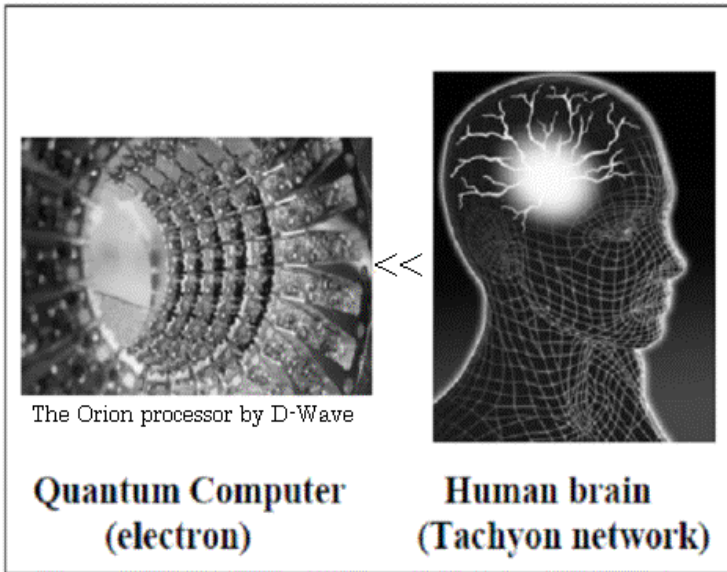 <<
The Orion processor by D-Wave
Quantum Computer
(electron)
Human brain
(Tachyon network)